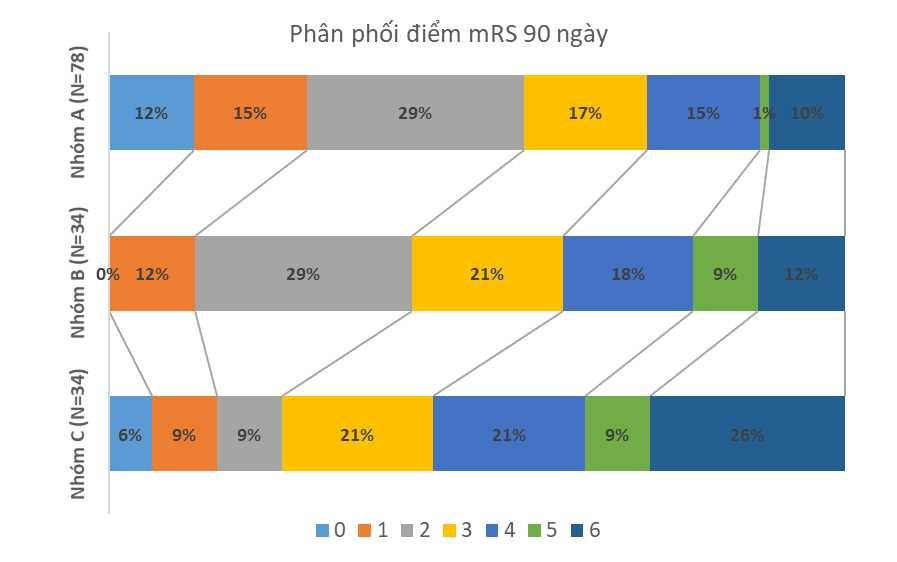 Phân phối điểm mRS 90 ngày
Nhóm A (N=78)
12% 15% 29% 17% 15% 1% 10%
Nhóm B (N=34)
0% 12% 29% 21% 18% 9% 12%
Nhóm C (N=34)
6% 9% 9% 21% 21% 9% 26%
0 1 2 3 4 5 6